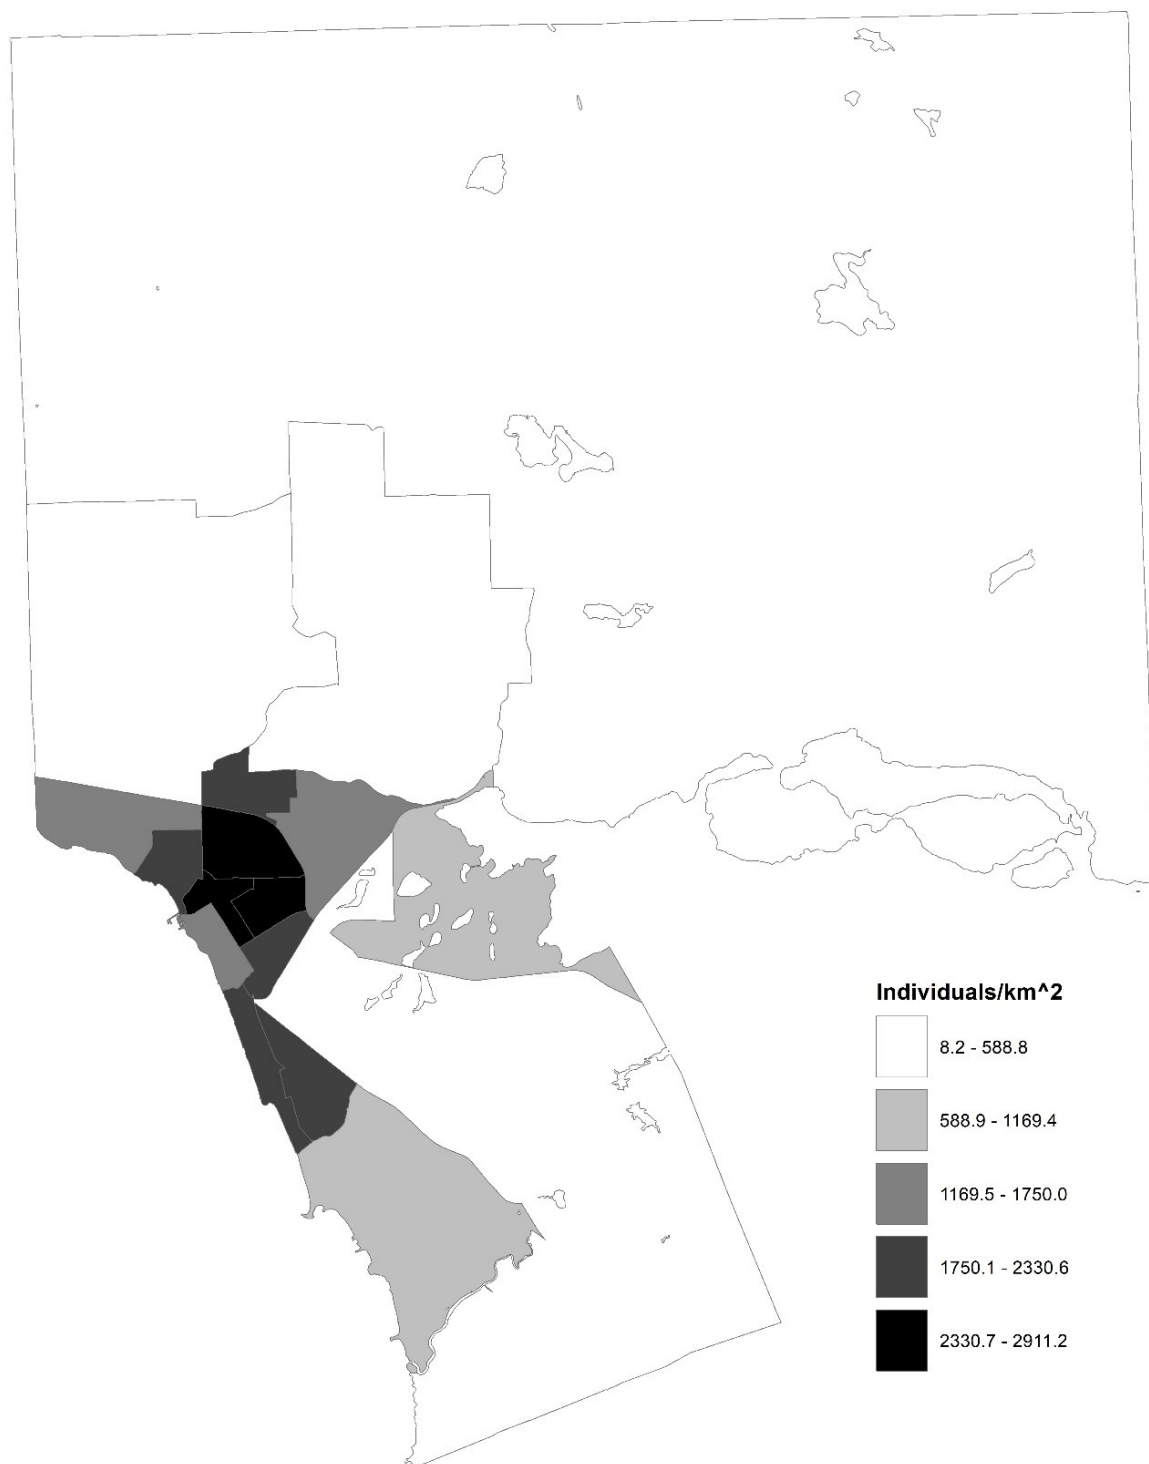 Individuals/km^2
8.2 - 588.8
588.9 - 1169.4
1169.5 - 1750.0
1750.1 - 2330.6
2330.7 - 2911.2